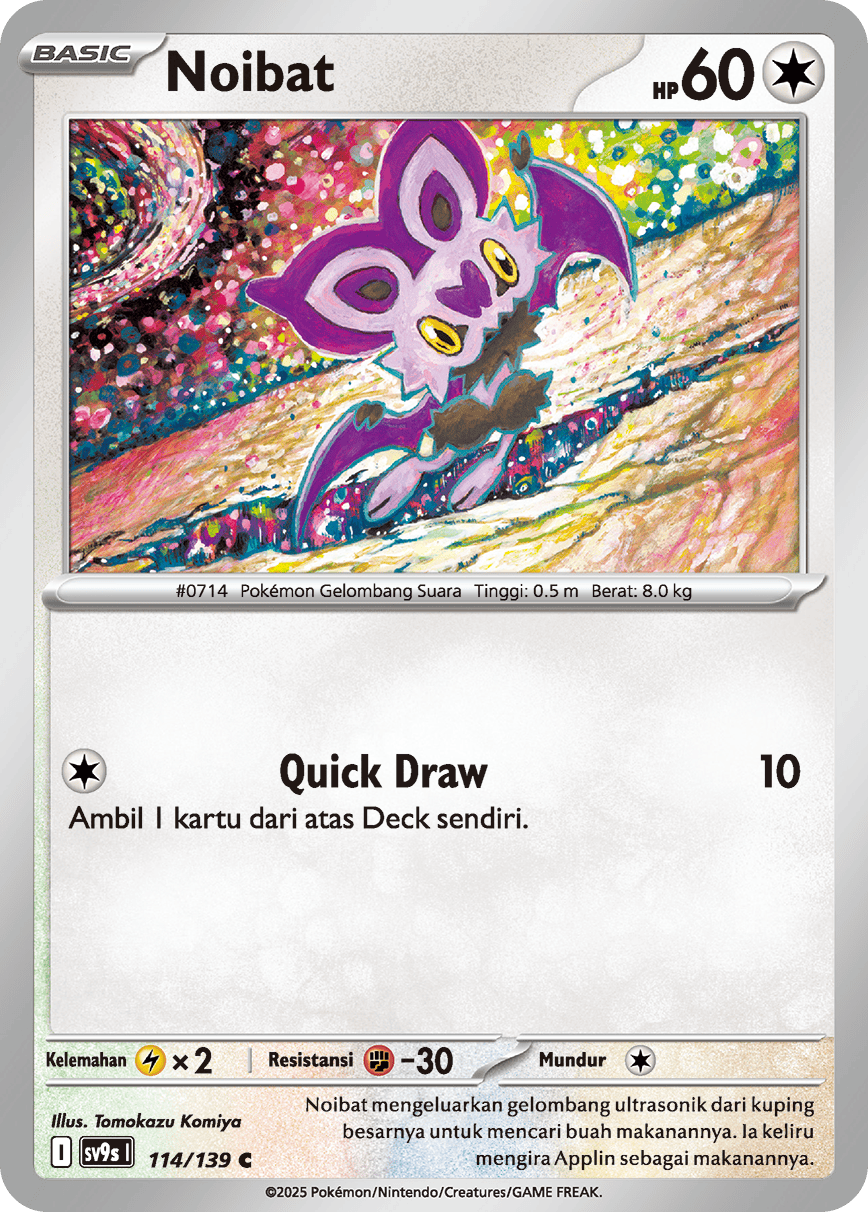 BASIC
Noibat
HP60
#0714 Pokémon Gelombang Suara Tinggi: 0.5 m Berat: 8.0 kg
Quick Draw 10
Ambil 1 kartu dari atas Deck sendiri.
Kelemahan ×2 Resistansi -30 Mundur
Illus. Tomokazu Komiya
Noibat mengeluarkan gelombang ultrasonik dari kuping
besarnya untuk mencari buah makanannya. Ia keliru
mengira Applin sebagai makanannya.
I sv9s I 114/139 C
©2025 Pokémon/Nintendo/Creatures/GAME FREAK.